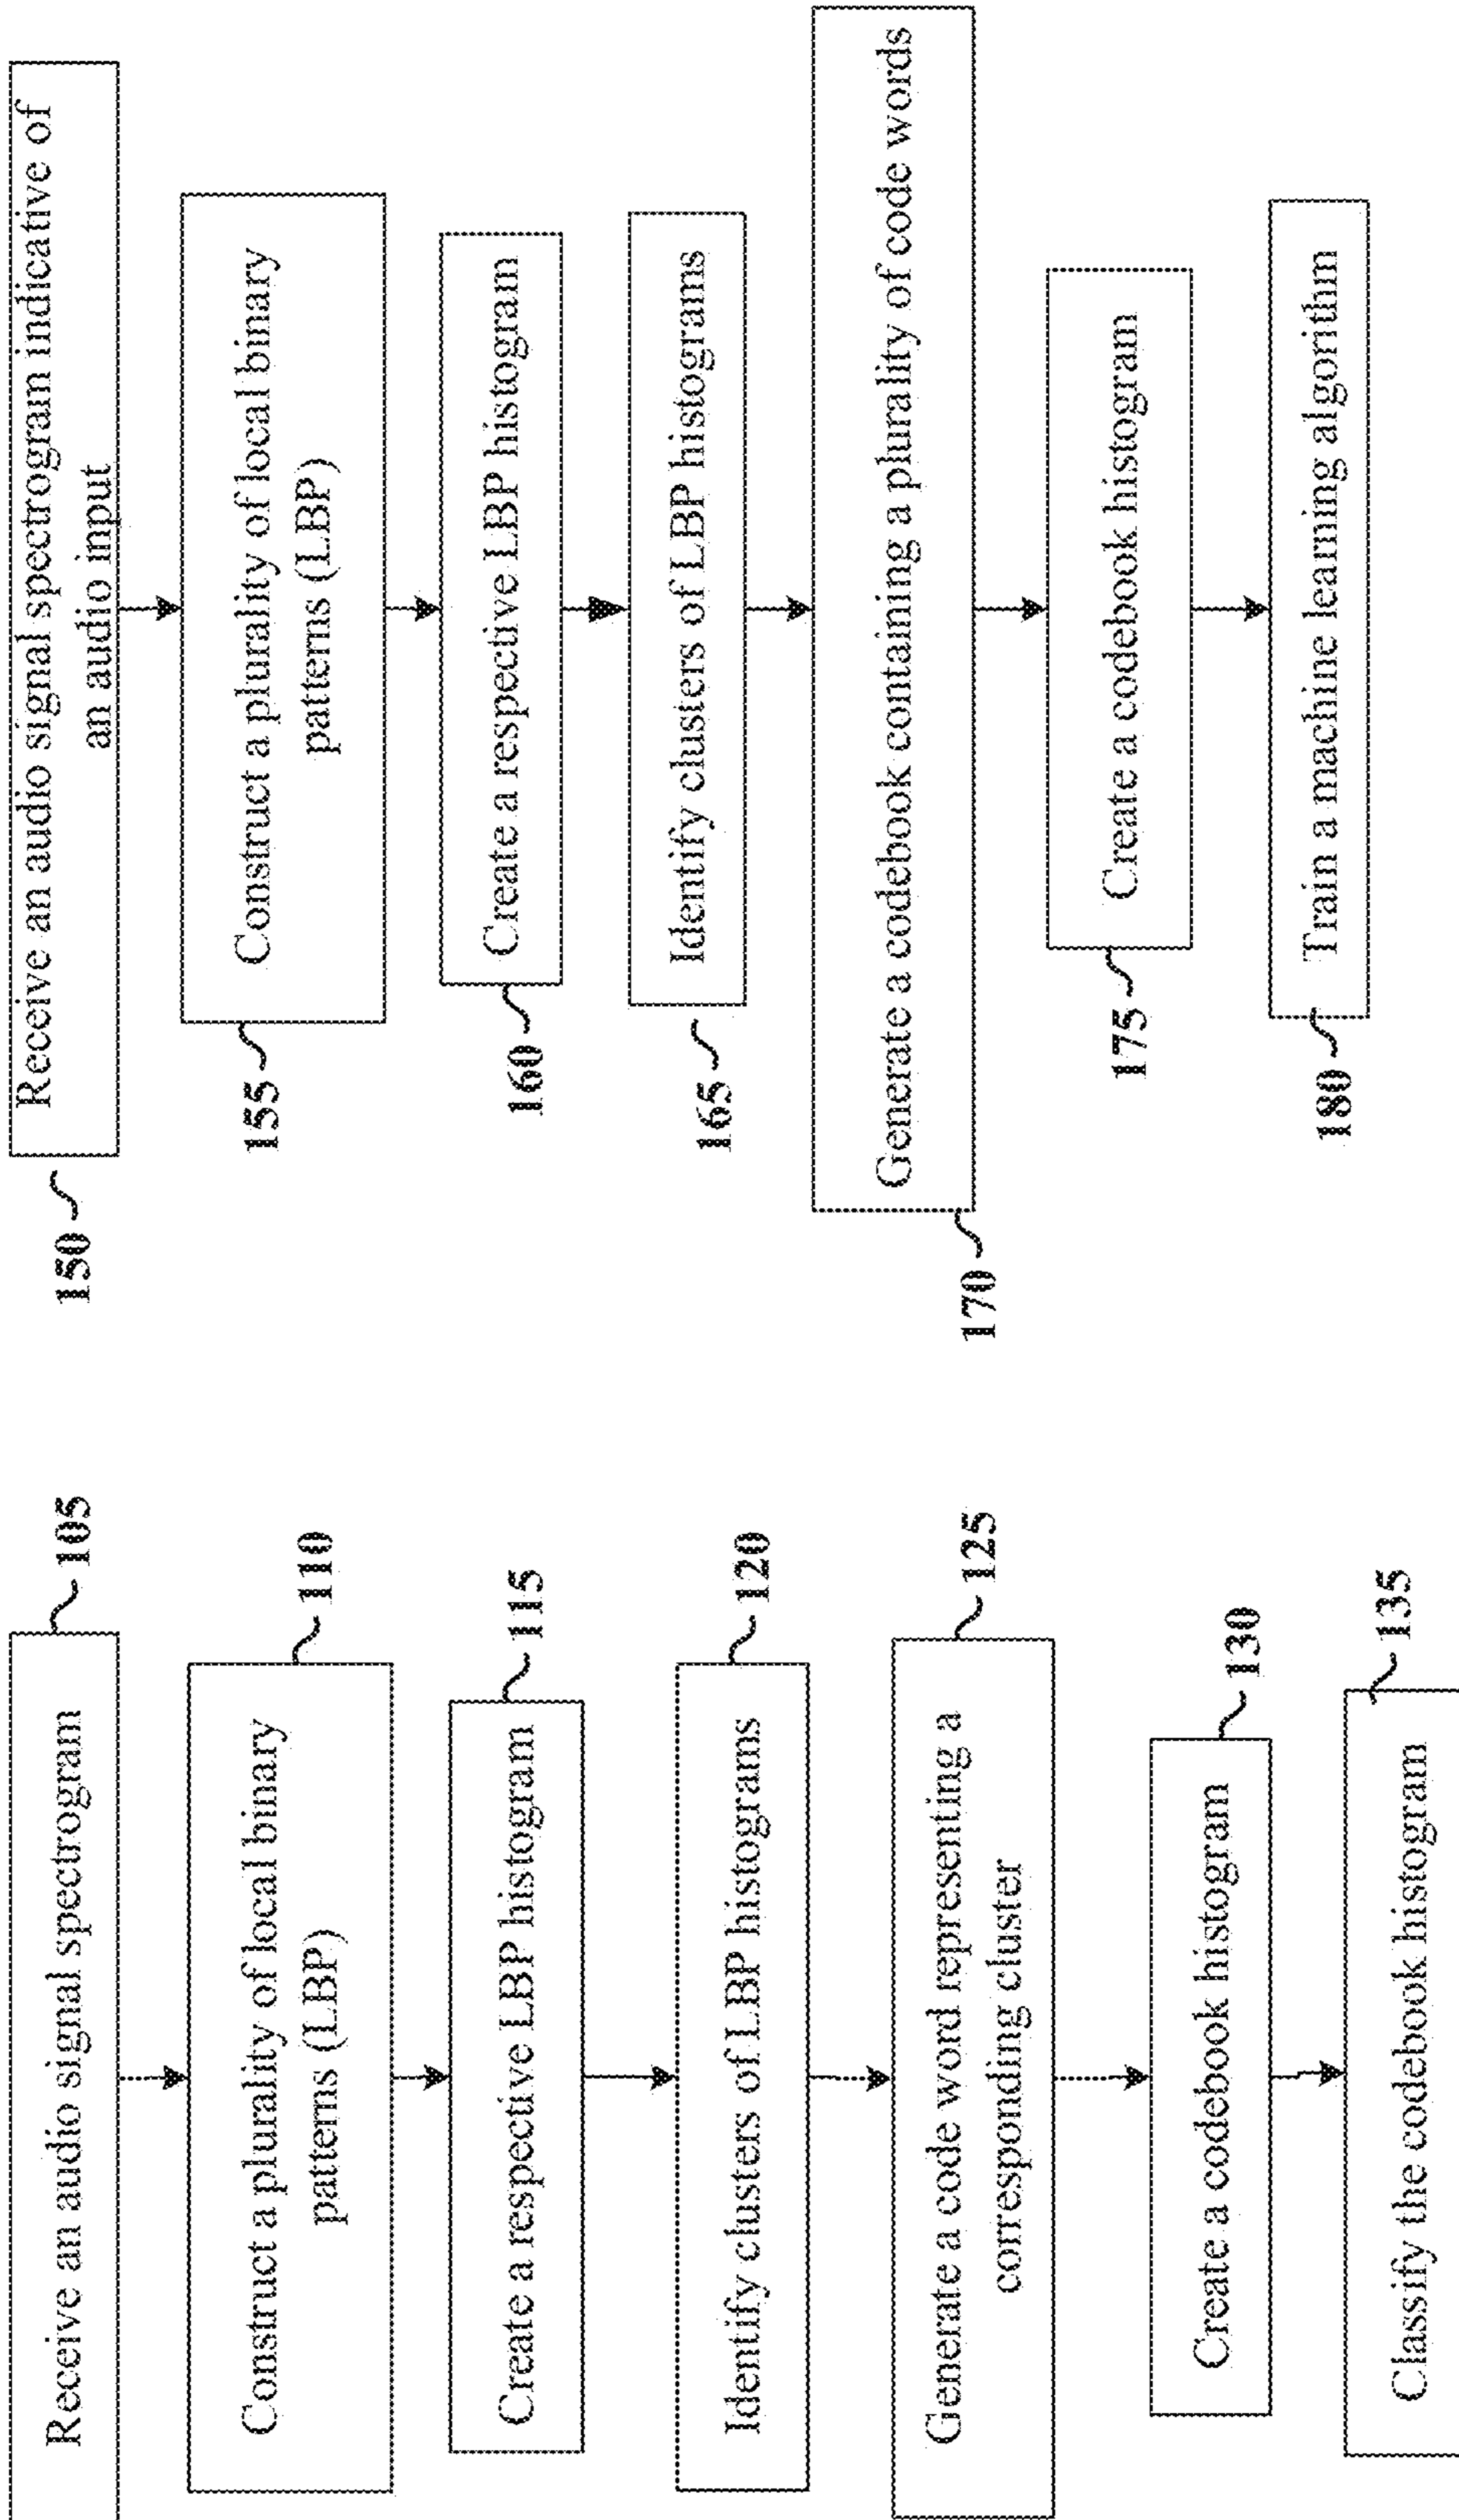 Receive an audio signal spectrogram
105
Construct a plurality of local binary
patterns (LBP)
110
Create a respective LBP histogram
115
Identify clusters of LBP histograms
120
Generate a code word representing a
corresponding cluster
125
Create a codebook histogram
130
Classify the codebook histogram
135
Receive an audio signal spectrogram indicative of
an audio input
150
Construct a plurality of local binary
patterns (LBP)
155
Create a respective LBP histogram
160
Identify clusters of LBP histograms
165
Generate a codebook containing a plurality of code words
170
Create a codebook histogram
175
Train a machine learning algorithm
180